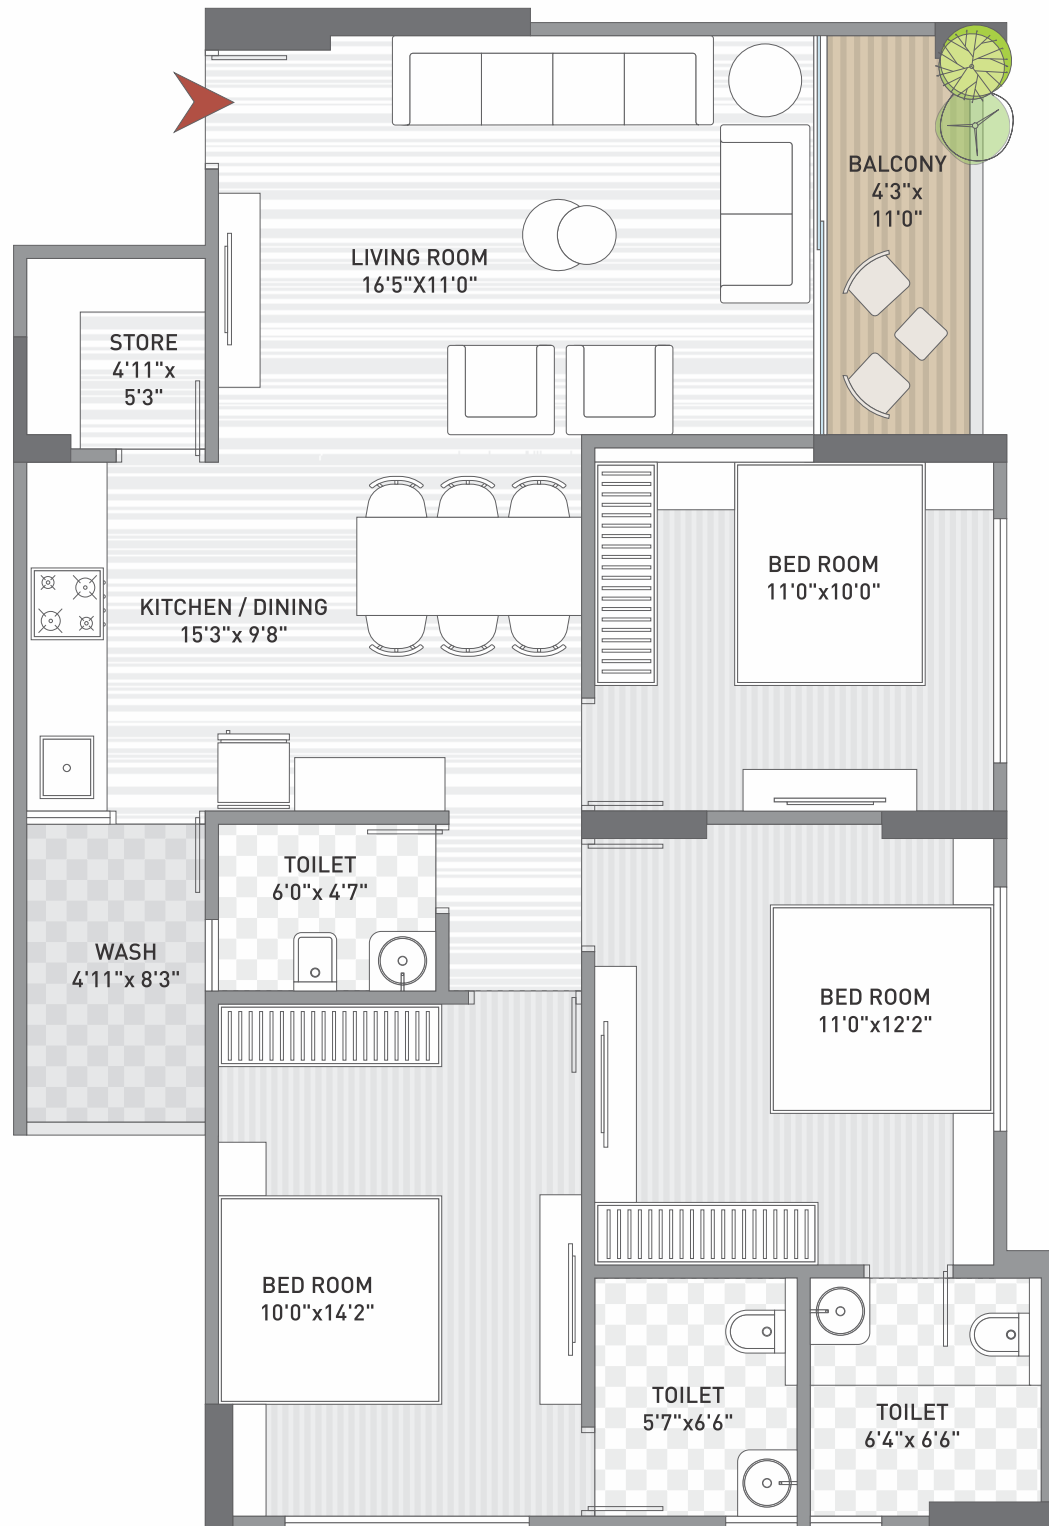 BALCONY
4'3"x
11'0"
LIVING ROOM
16'5"X11'0"
STORE
4'11"x
5'3"
BED ROOM
11'0"x10'0"
KITCHEN / DINING
15'3"x 9'8"
TOILET
6'0"x 4'7"
WASH
4'11"x 8'3"
BED ROOM
11'0"x12'2"
BED ROOM
10'0"x14'2"
TOILET
5'7"x6'6"
TOILET
6'4"x 6'6"